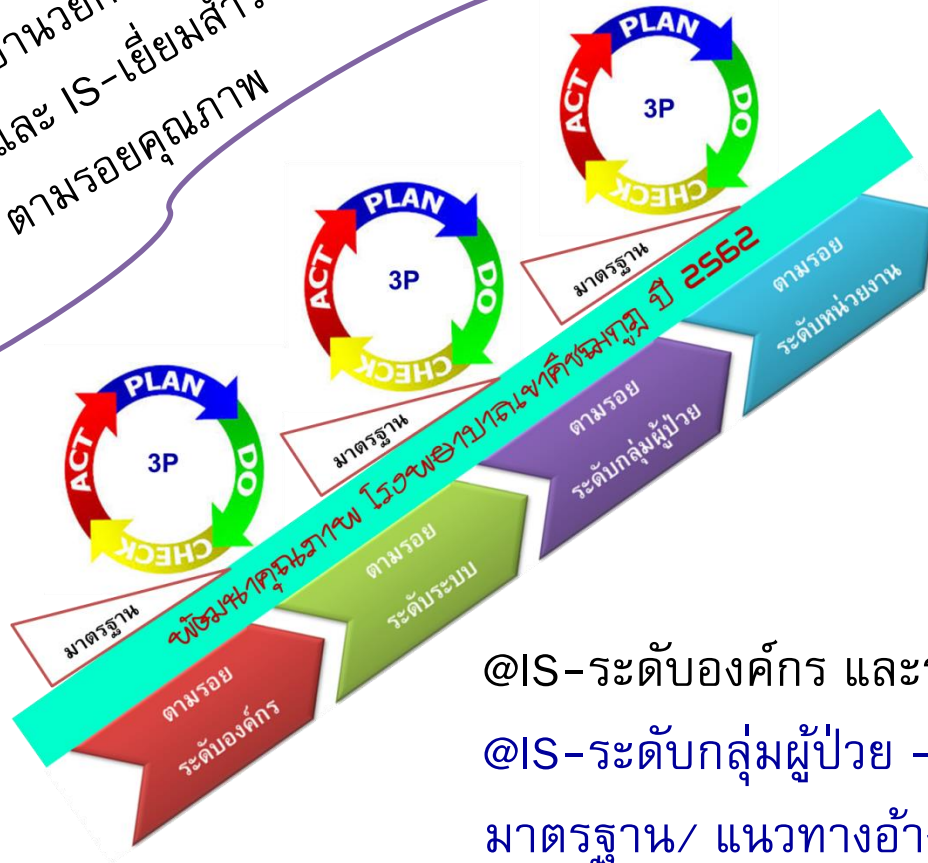 และ IS-เยี่ยมสำรวจ
ตามรอยคุณภาพ
PLAN
DO
CHECK
ACT
3P
PLAN
DO
CHECK
ACT
3P
PLAN
DO
CHECK
ACT
3P
มาตรฐาน
มาตรฐาน
มาตรฐาน
พัฒนาคุณภาพ โรงพยาบาลเขาคิชฌกูฏ ปี 2562
ตามรอย
ระดับองค์กร
ตามรอย
ระดับระบบ
ตามรอย
ระดับกลุ่มผู้ป่วย
ตามรอย
ระดับหน่วยงาน
@IS-ระดับองค์กร และ
@IS-ระดับกลุ่มผู้ป่วย -
มาตรฐาน/ แนวทาง